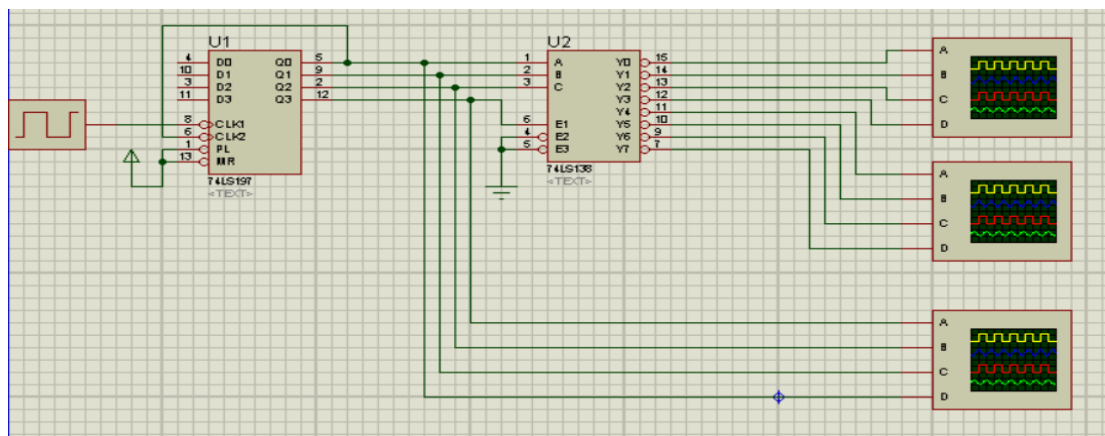 U1
4 D0 Q0 5
10 D1 Q1 9
3 D2 Q2 2
11 D3 Q3 12
8 CLK1
6 CLK2
1 PL
13 MR
74LS197
<TEXT>
U2
1 A Y0 15
2 B Y1 14
3 C Y2 13
Y3 12
Y4 11
6 E1 Y5 10
4 E2 Y6 9
5 E3 Y7 7
74LS138
<TEXT>
A
B
C
D
A
B
C
D
A
B
C
D